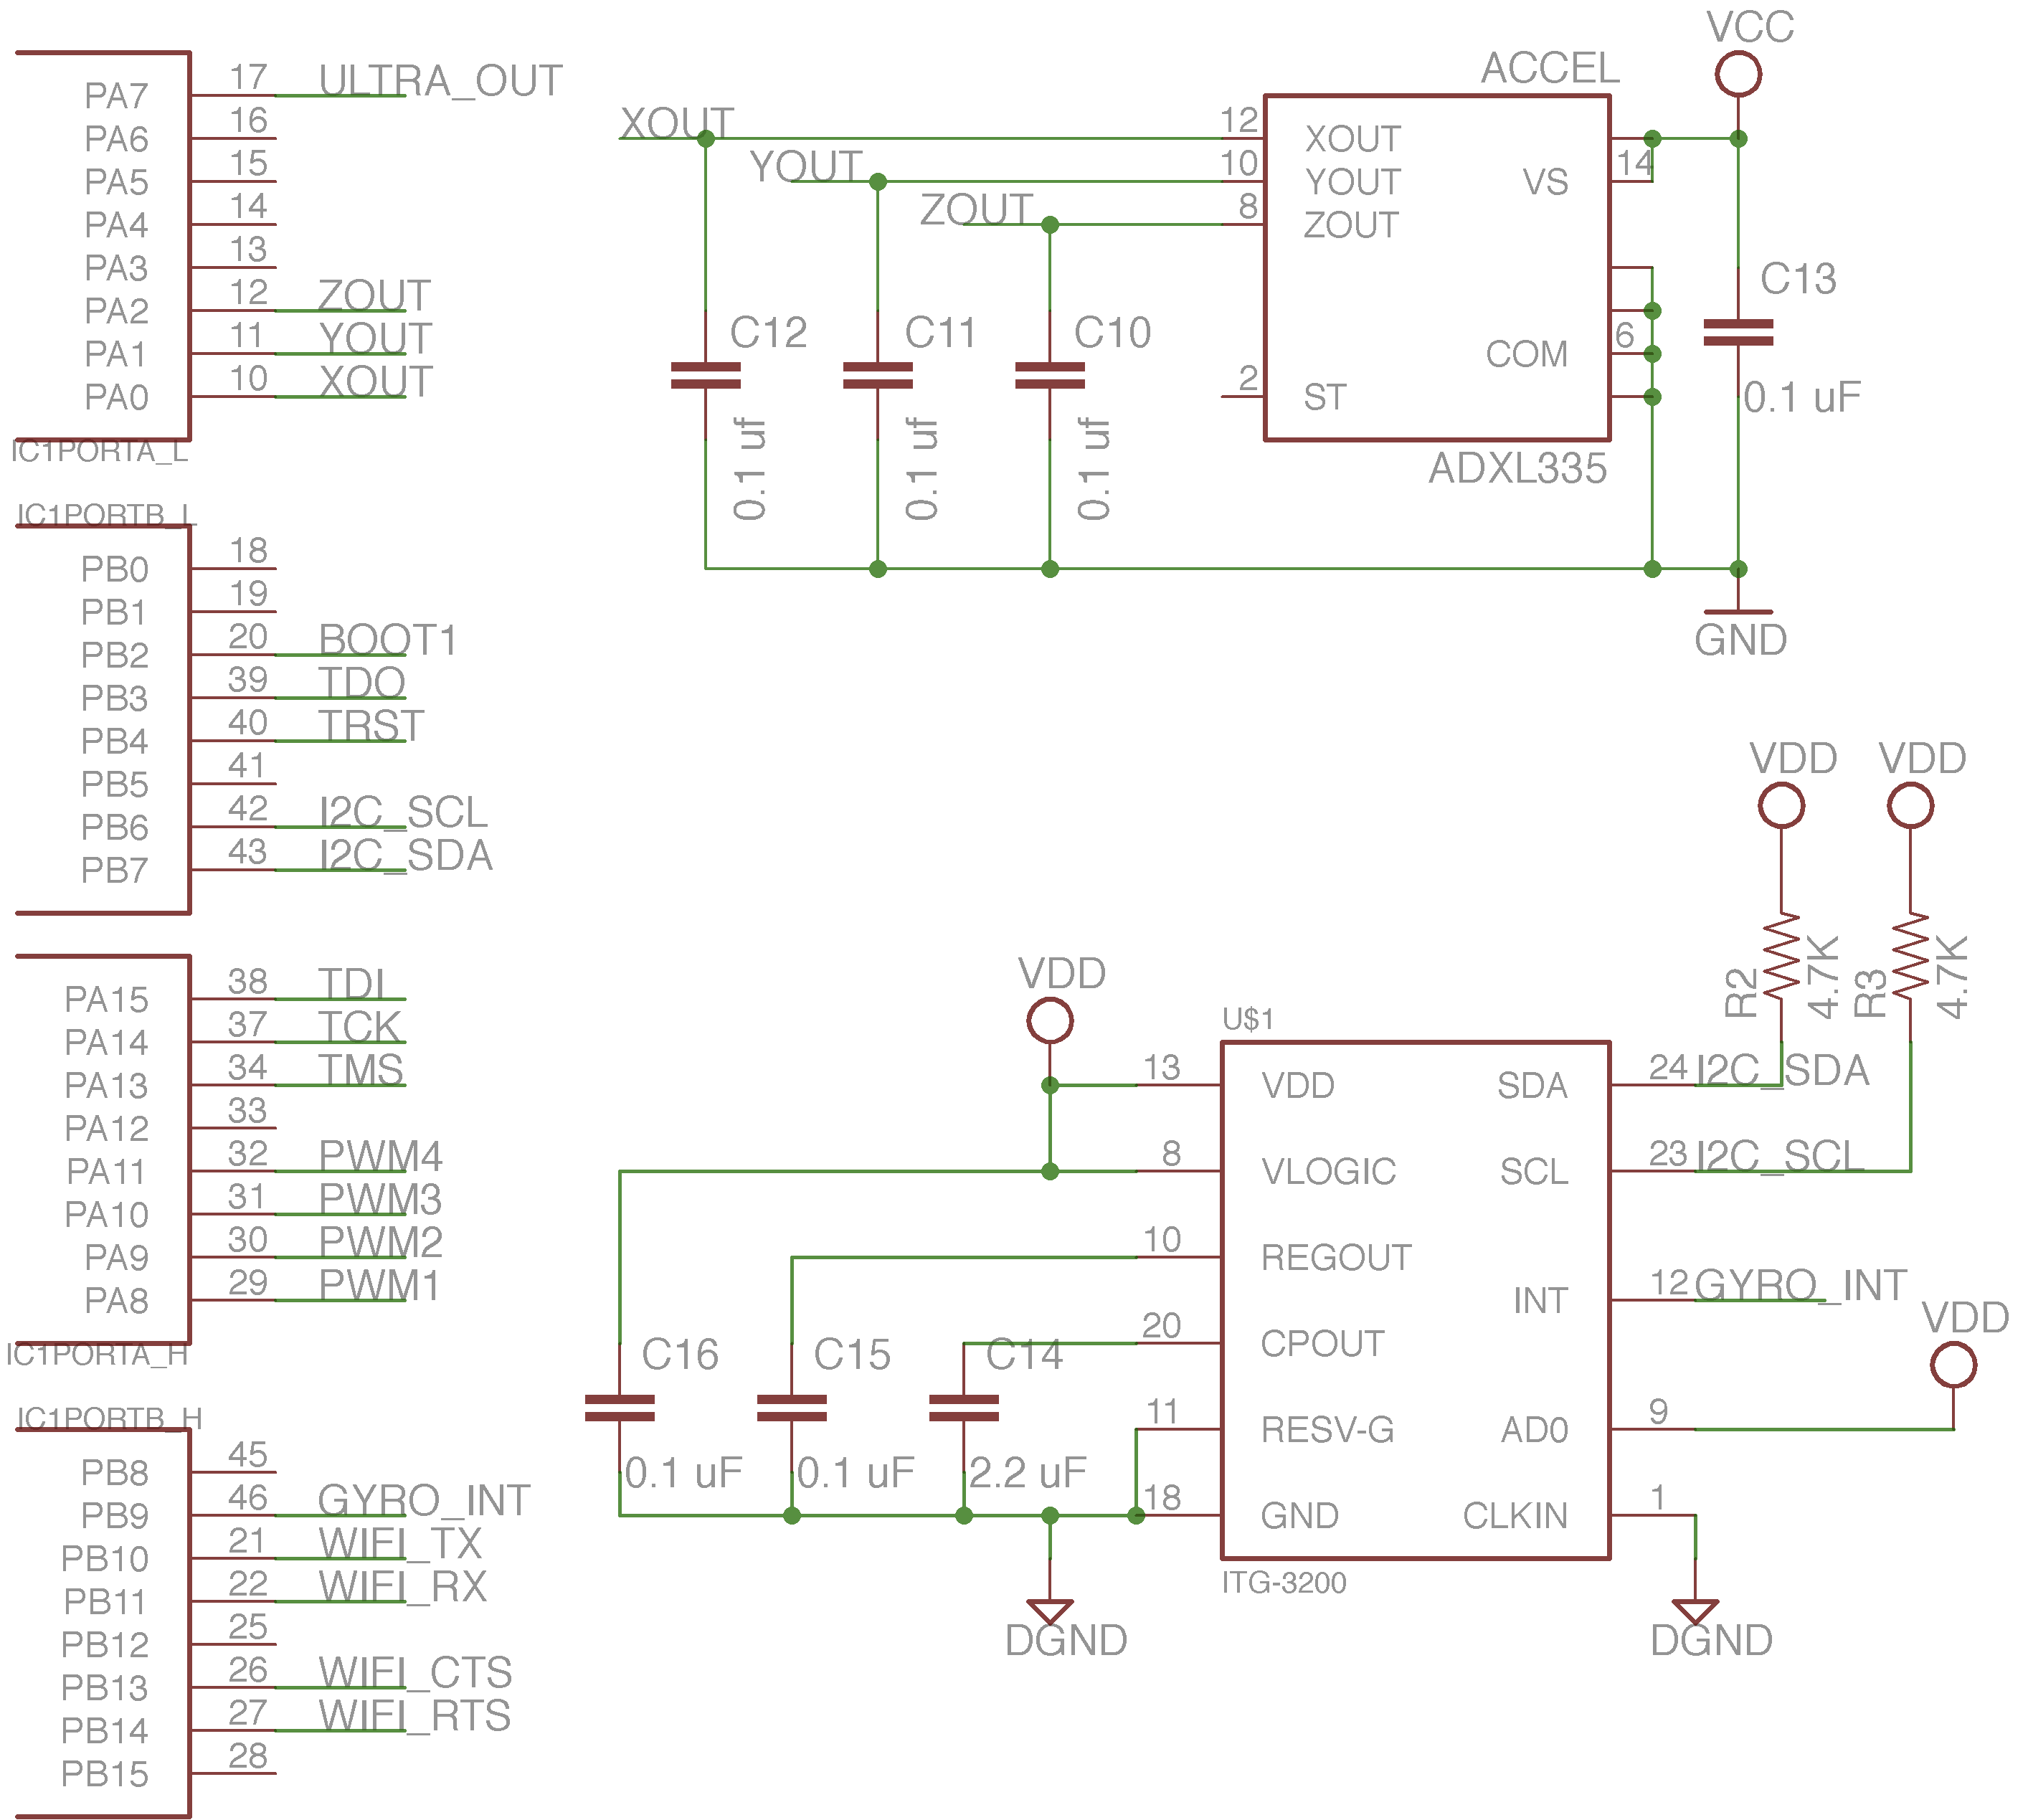 PA7 17 ULTRA_OUT
PA6 16
PA5 15
PA4 14
PA3 13
PA2 12 ZOUT
PA1 11 YOUT
PA0 10 XOUT
IC1PORTA_L
IC1PORTB_L
PB0 18
PB1 19
PB2 20 BOOT1
PB3 39 TDO
PB4 40 TRST
PB5 41
PB6 42 I2C_SCL
PB7 43 I2C_SDA
PA15 38 TDI
PA14 37 TCK
PA13 34 TMS
PA12 33
PA11 32 PWM4
PA10 31 PWM3
PA9 30 PWM2
PA8 29 PWM1
IC1PORTA_H
IC1PORTB_H
PB8 45
PB9 46 GYRO_INT
PB10 21 WIFI_TX
PB11 22 WIFI_RX
PB12 25
PB13 26 WIFI_CTS
PB14 27 WIFI_RTS
PB15 28
VCC
ACCEL
XOUT 12 XOUT
YOUT 10 YOUT VS 14
ZOUT 8 ZOUT
C12 C11 C10 COM 6 C13
2 ST 0.1 uF
0.1 uf 0.1 uf 0.1 uf
ADXL335
GND
VDD VDD
R2 4.7K R3 4.7K
VDD
U$1
13 VDD SDA 24 I2C_SDA
8 VLOGIC SCL 23 I2C_SCL
10 REGOUT INT 12 GYRO_INT
VDD
20 CPOUT
C16 C15 C14
11 RESV-G AD0 9
0.1 uF 0.1 uF 2.2 uF
18 GND CLKIN 1
ITG-3200
DGND DGND